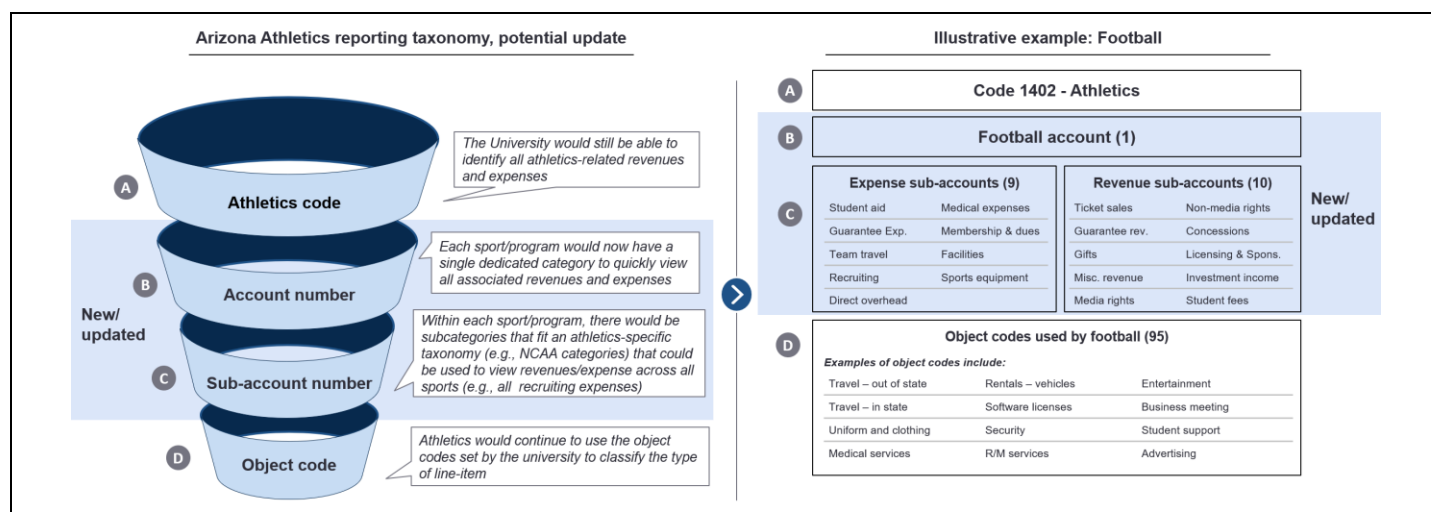 Arizona Athletics reporting taxonomy, potential update
A
Athletics code
The University would still be able to
identify all athletics-related revenues
and expenses
New/
updated
B
Account number
Each sport/program would now have a
single dedicated category to quickly view
all associated revenues and expenses
C
Sub-account number
Within each sport/program, there would be
subcategories that fit an athletics-specific
taxonomy (e.g., NCAA categories) that could
be used to view revenues/expense across all
sports (e.g., all recruiting expenses)
D
Object code
Athletics would continue to use the object
codes set by the university to classify the type
of line-item
Illustrative example: Football
A
Code 1402 - Athletics
B
Football account (1)
C
Expense sub-accounts (9)
Student aid Medical expenses
Guarantee Exp. Membership & dues
Team travel Facilities
Recruiting Sports equipment
Direct overhead
Revenue sub-accounts (10)
Ticket sales Non-media rights
Guarantee rev. Concessions
Gifts Licensing & Spons.
Misc. revenue Investment income
Media rights Student fees
New/
updated
D
Object codes used by football (95)
Examples of object codes include:
Travel – out of state Rentals – vehicles Entertainment
Travel – in state Software licenses Business meeting
Uniform and clothing Security Student support
Medical services R/M services Advertising